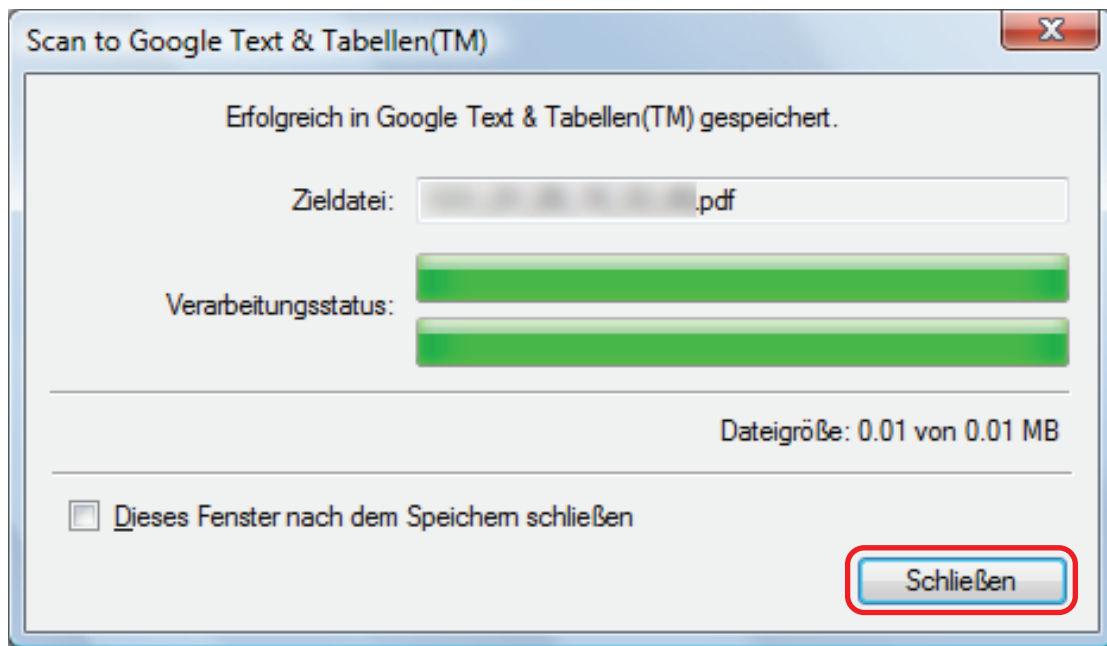 Scan to Google Text & Tabellen(TM)
Erfolgreich in Google Text & Tabellen(TM) gespeichert.
Zieldatei: .pdf
Verarbeitungsstatus:
Dateigröße: 0.01 von 0.01 MB
Dieses Fenster nach dem Speichern schließen
Schließen